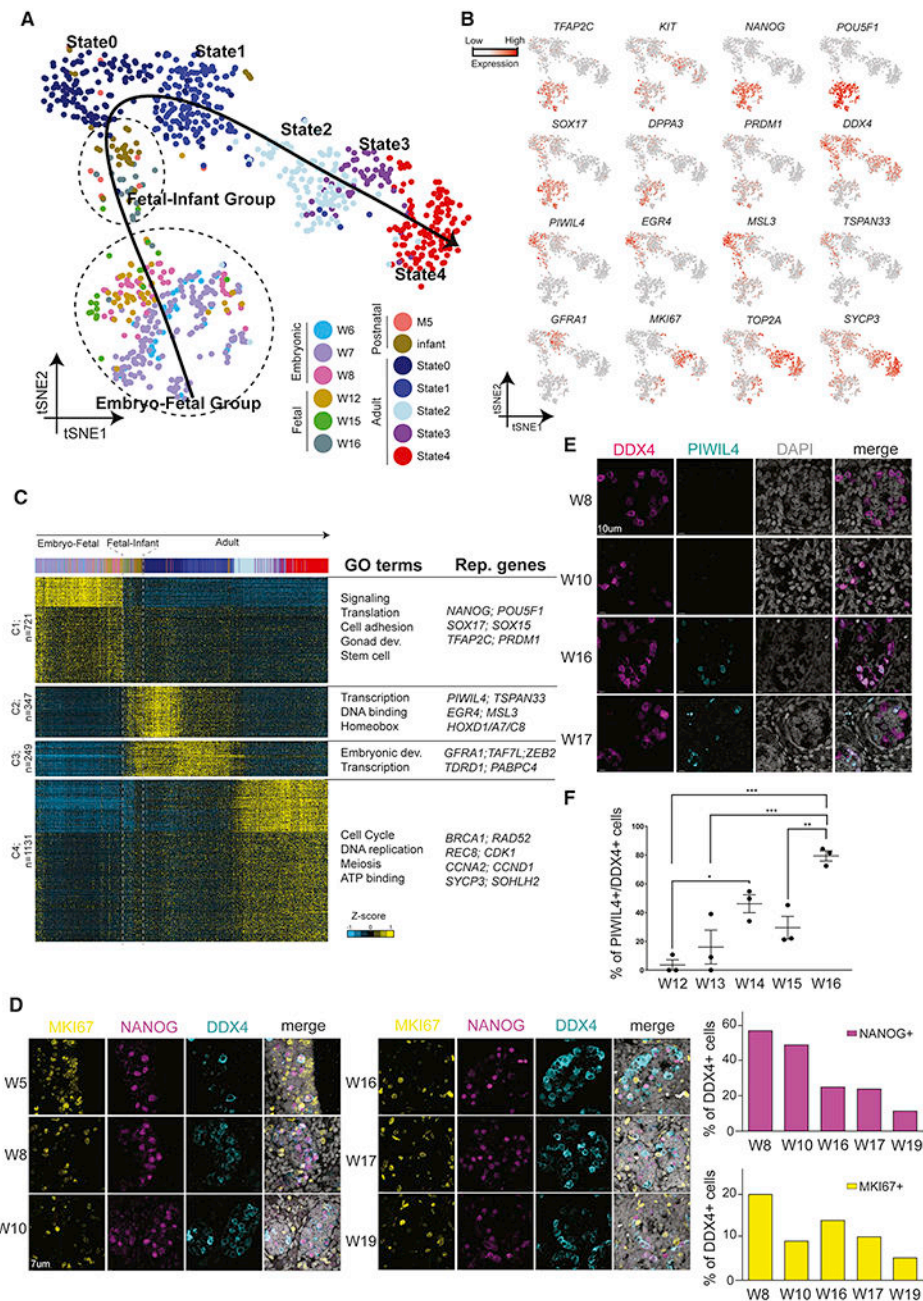 A
State0
State1
State2
State3
State4
Fetal-Infant Group
Embryo-Fetal Group
tSNE2
tSNE1
Embryonic
W6
W7
W8
Fetal
W12
W15
W16
Postnatal
M5
infant
Adult
State0
State1
State2
State3
State4
B
Low High
Expression
TFAP2C KIT NANOG POU5F1
SOX17 DPPA3 PRDM1 DDX4
PIWIL4 EGR4 MSL3 TSPAN33
GFRA1 MKI67 TOP2A SYCP3
tSNE2
tSNE1
C
Embryo-Fetal Fetal-Infant Adult
GO terms Rep. genes
C1;
n=721
Signaling
Translation
Cell adhesion
Gonad dev.
Stem cell
NANOG; POU5F1
SOX17; SOX15
TFAP2C; PRDM1
C2;
n=347
Transcription
DNA binding
Homeobox
PIWIL4; TSPAN33
EGR4; MSL3
HOXD1/A7/C8
C3;
n=249
Embryonic dev.
Transcription
GFRA1;TAF7L;ZEB2
TDRD1; PABPC4
C4;
n=1131
Cell Cycle
DNA replication
Meiosis
ATP binding
BRCA1; RAD52
REC8; CDK1
CCNA2; CCND1
SYCP3; SOHLH2
Z-score
-1 1
E
DDX4 PIWIL4 DAPI merge
W8
10um
W10
W16
W17
F
% of PIWIL4+/DDX4+ cells
100
80
60
40
20
0
***
***
**
*
W12 W13 W14 W15 W16
D
MKI67 NANOG DDX4 merge
W5
W8
W10
7um
MKI67 NANOG DDX4 merge
W16
W17
W19
% of DDX4+ cells
60
40
20
0
NANOG+
W8 W10 W16 W17 W19
% of DDX4+ cells
20
10
0
MKI67+
W8 W10 W16 W17 W19